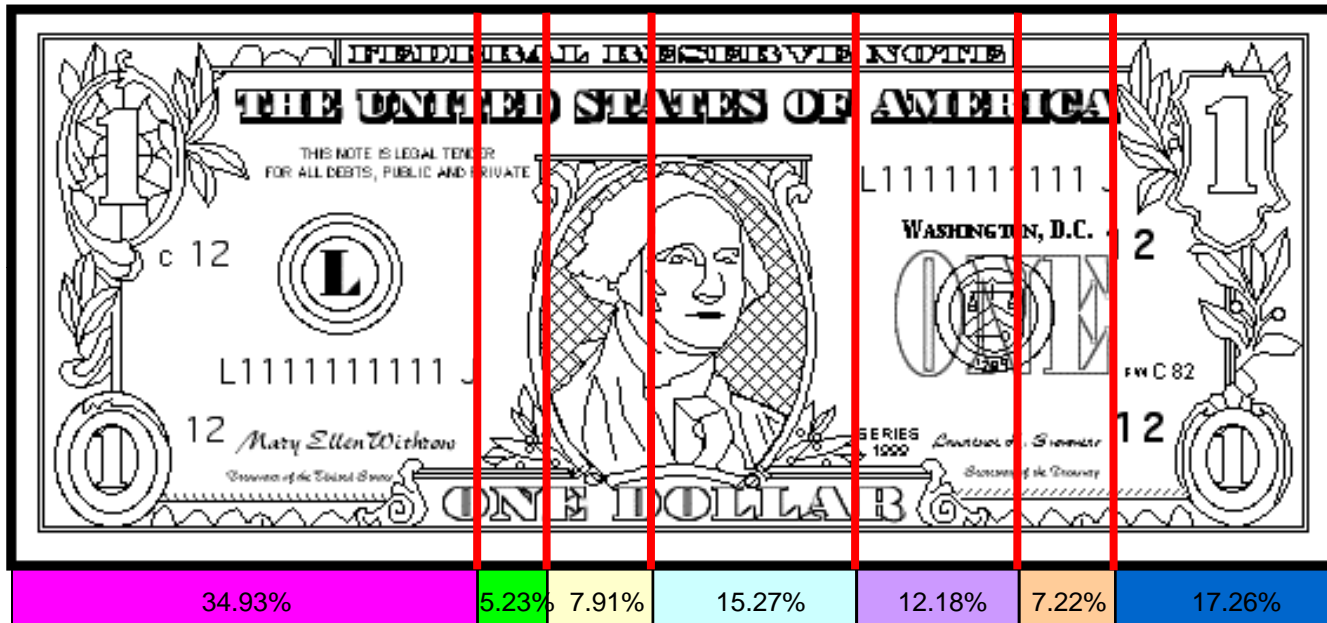 FEDERAL RESERVE NOTE
THE UNITED STATES OF AMERICA
THIS NOTE IS LEGAL TENDER
FOR ALL DEBTS, PUBLIC AND PRIVATE
1
1
L1111111111 J
WASHINGTON, D.C.
C 12
12
L
ONE
L1111111111 J
FW C 82
12
Mary Ellen Withrow
SERIES
1999
12
1
1
ONE DOLLAR
34.93% 5.23% 7.91% 15.27% 12.18% 7.22% 17.26%